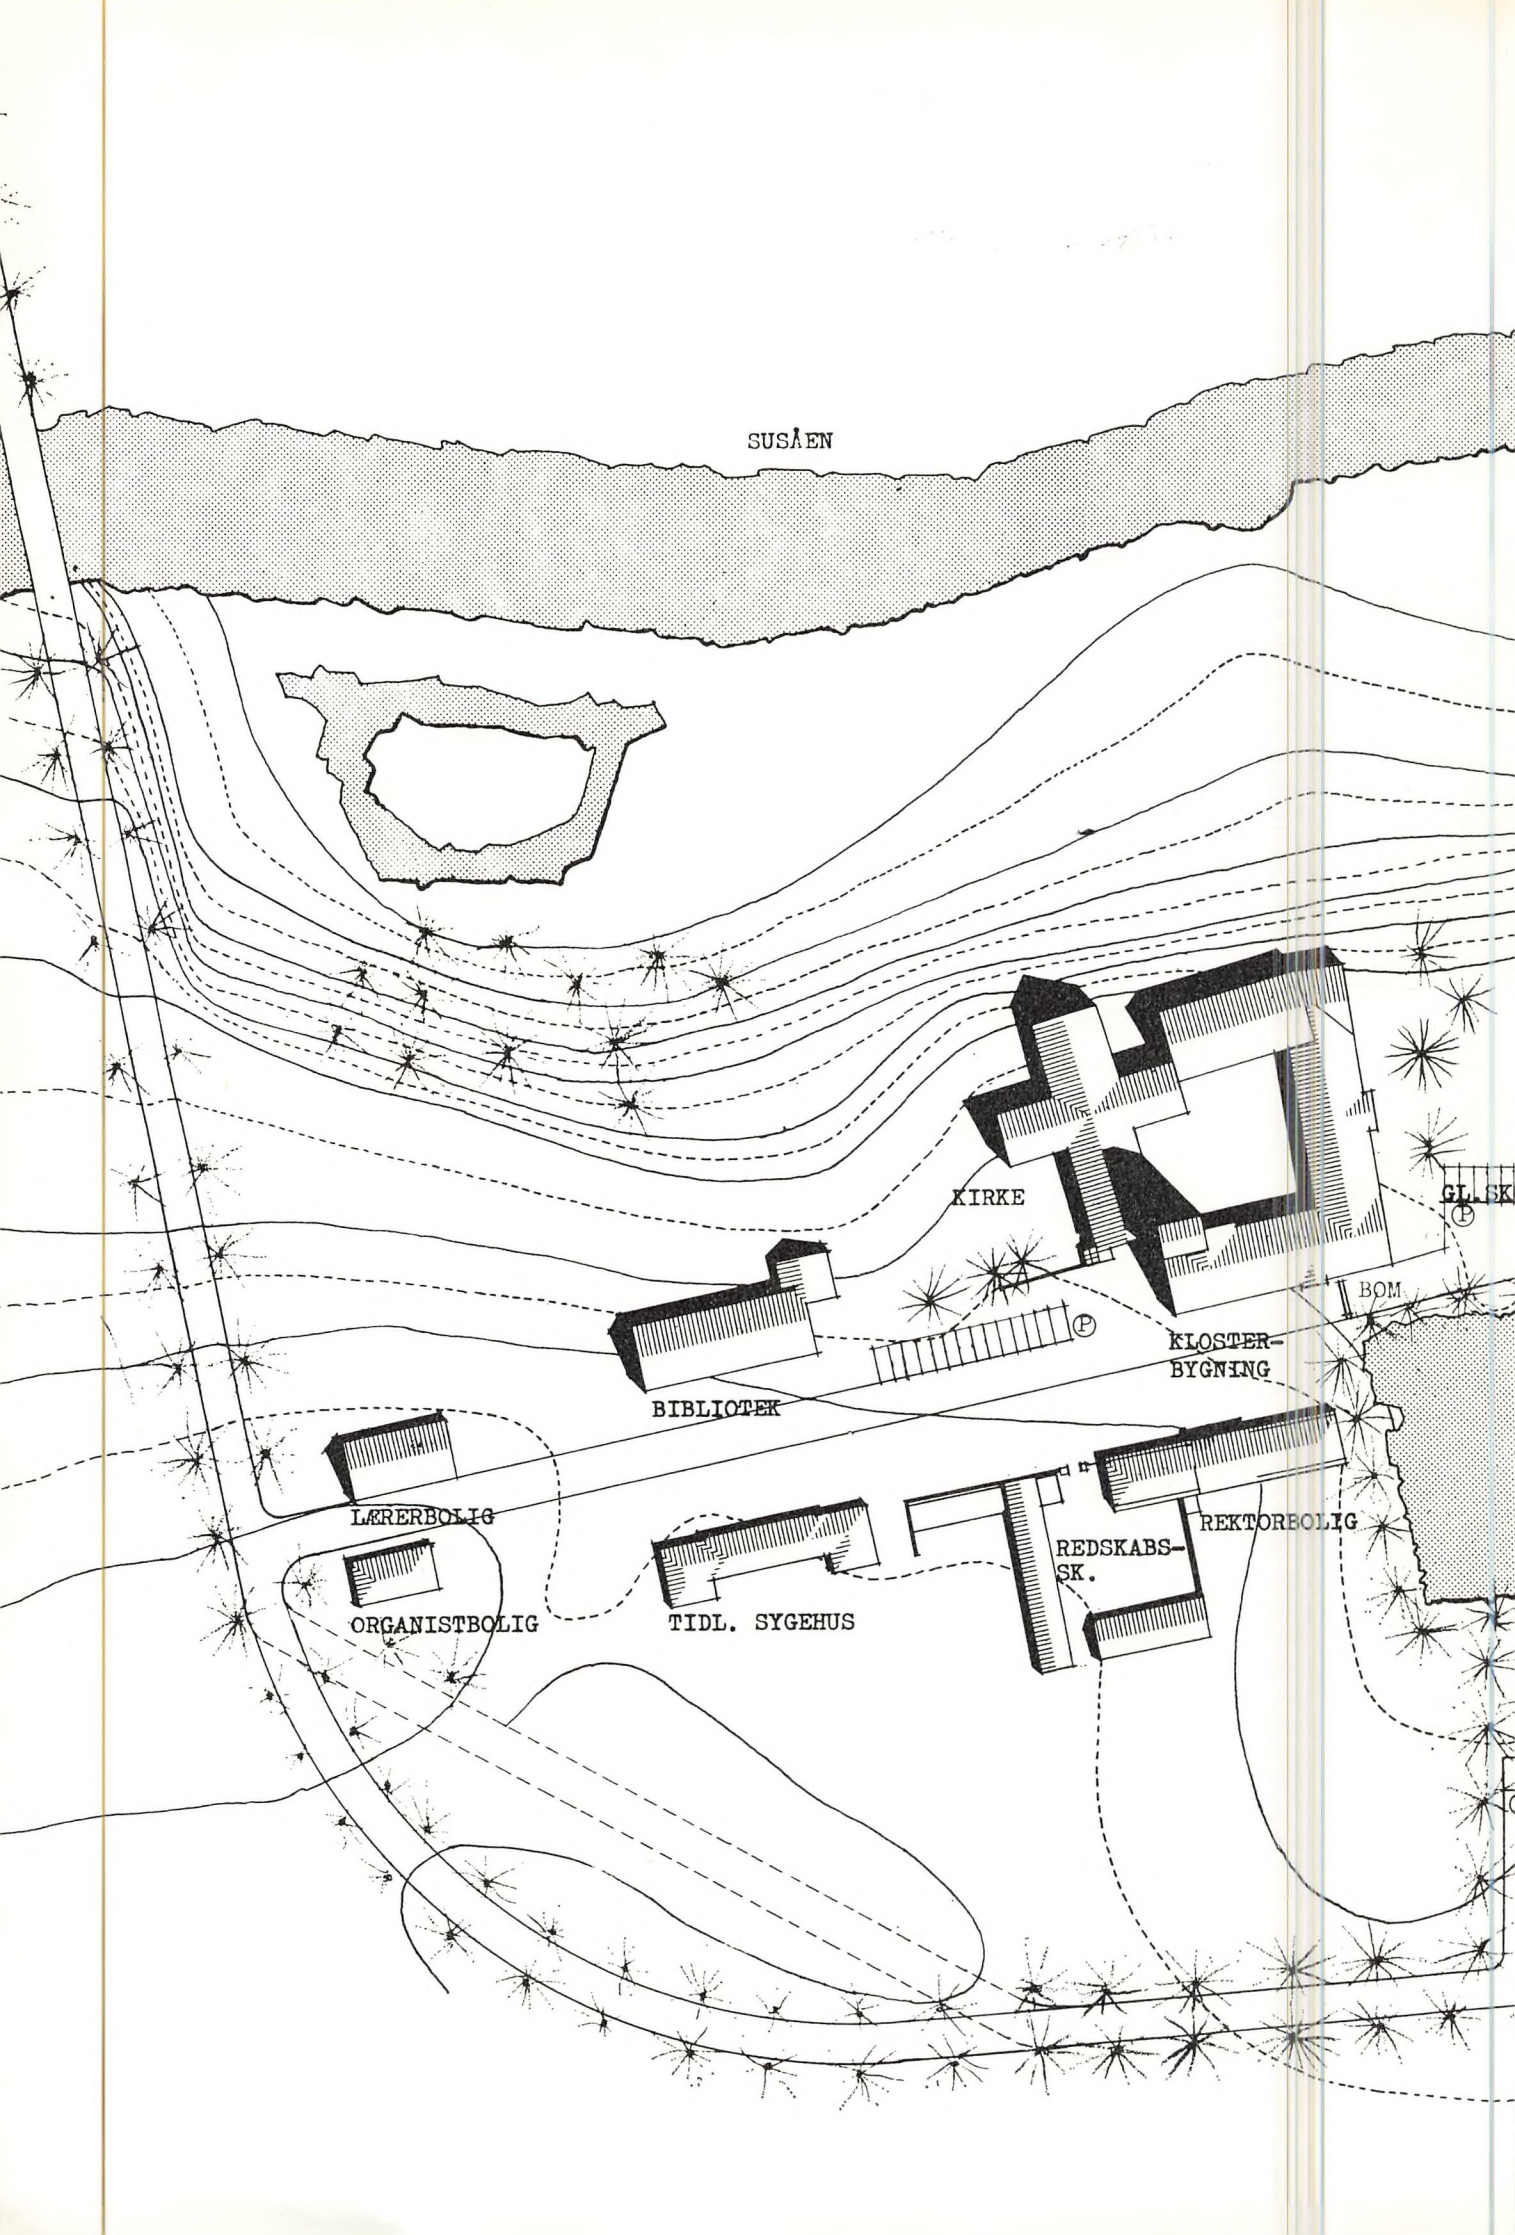 SUSÅEN
KIRKE
GL.SK
P
BOM
P
KLOSTER-
BYGNING
BIBLIOTEK
LÆRERBOLIG
REKTORBOLIG
REDSKABS-
SK.
ORGANISTBOLIG
TIDL. SYGEHUS